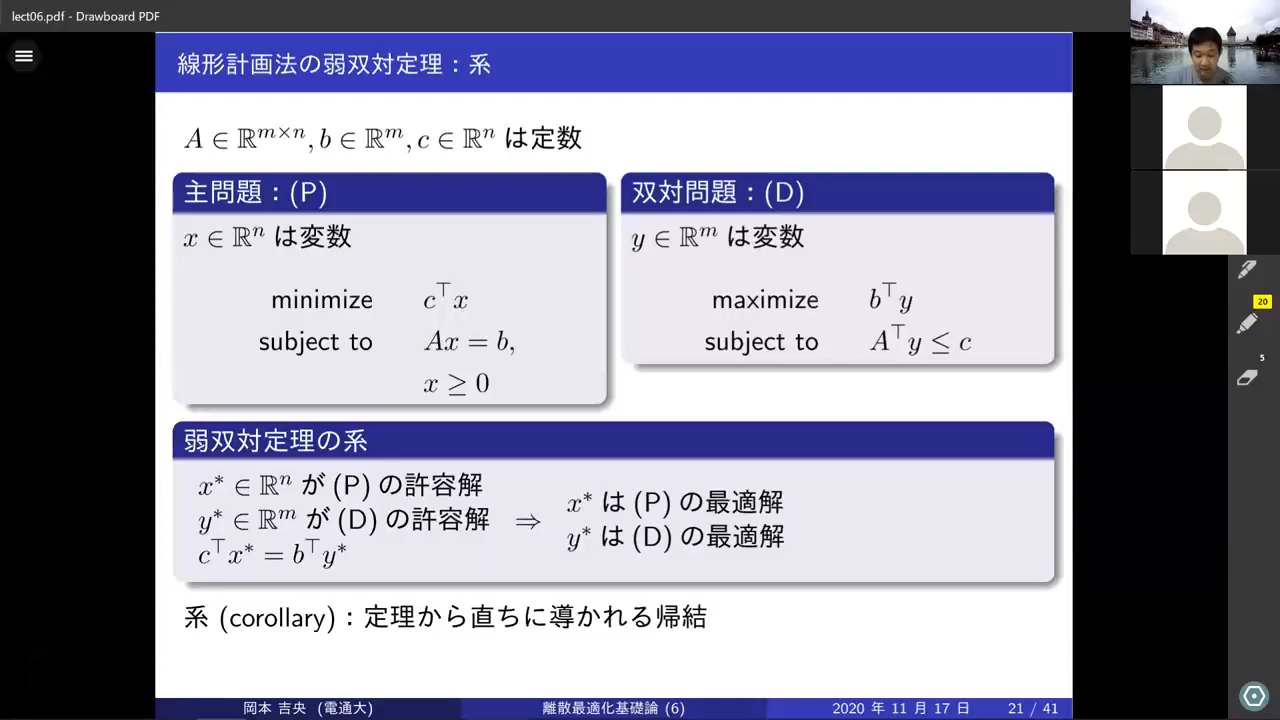 lect06.pdf - Drawboard PDF
線形計画法の弱双対定理：系
A ∈ ℝ^{m×n}, b ∈ ℝ^m, c ∈ ℝ^n は定数
主問題：(P)
x ∈ ℝ^n は変数
minimize c^⊤x
subject to Ax = b,
x ≥ 0
双対問題：(D)
y ∈ ℝ^m は変数
maximize b^⊤y
subject to A^⊤y ≤ c
弱双対定理の系
x* ∈ ℝ^n が (P) の許容解
y* ∈ ℝ^m が (D) の許容解
c^⊤x* = b^⊤y*
⇒
x* は (P) の最適解
y* は (D) の最適解
系 (corollary)：定理から直ちに導かれる帰結
岡本 吉央 (電通大) 離散最適化基礎論 (6) 2020 年 11 月 17 日 21 / 41
20
5